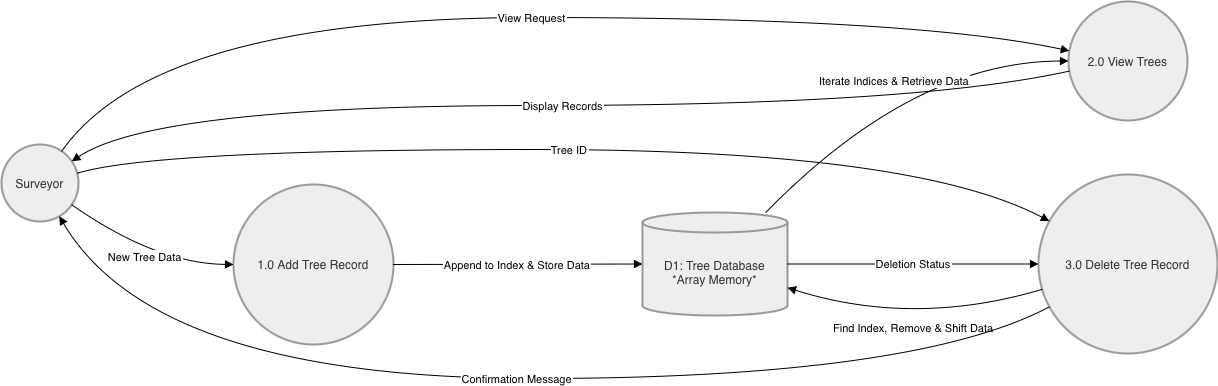 View Request
2.0 View Trees
Iterate Indices & Retrieve Data
Display Records
Tree ID
Surveyor
New Tree Data
1.0 Add Tree Record
Append to Index & Store Data
D1: Tree Database
*Array Memory*
Deletion Status
3.0 Delete Tree Record
Find Index, Remove & Shift Data
Confirmation Message